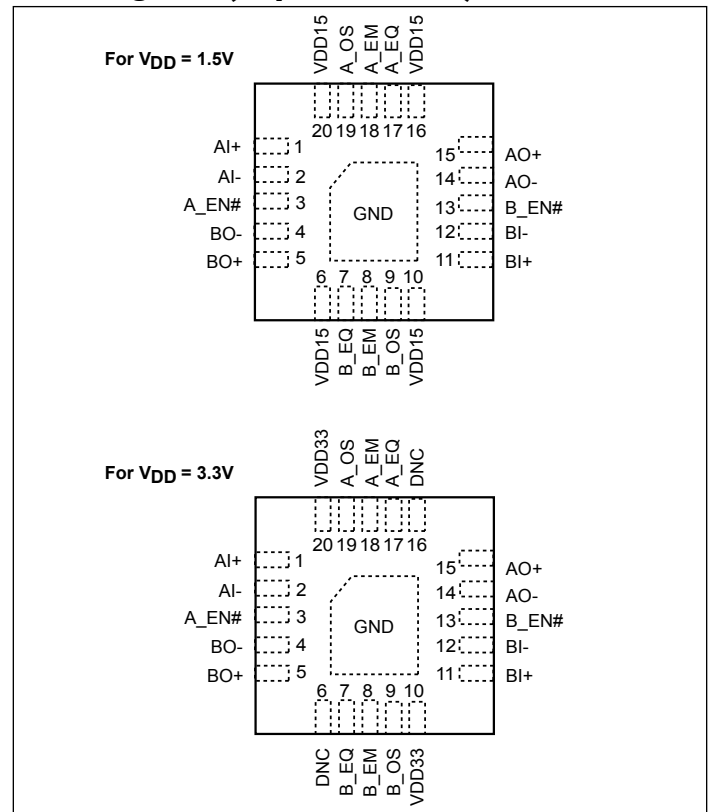 For VDD = 1.5V
VDD15
A_OS
A_EM
A_EQ
VDD15
20 19 18 17 16
AI+ 1
AI- 2
A_EN# 3
BO- 4
BO+ 5
GND
15 AO+
14 AO-
13 B_EN#
12 BI-
11 BI+
6 7 8 9 10
VDD15
B_EQ
B_EM
B_OS
VDD15
For VDD = 3.3V
VDD33
A_OS
A_EM
A_EQ
DNC
20 19 18 17 16
AI+ 1
AI- 2
A_EN# 3
BO- 4
BO+ 5
GND
15 AO+
14 AO-
13 B_EN#
12 BI-
11 BI+
6 7 8 9 10
DNC
B_EQ
B_EM
B_OS
VDD33